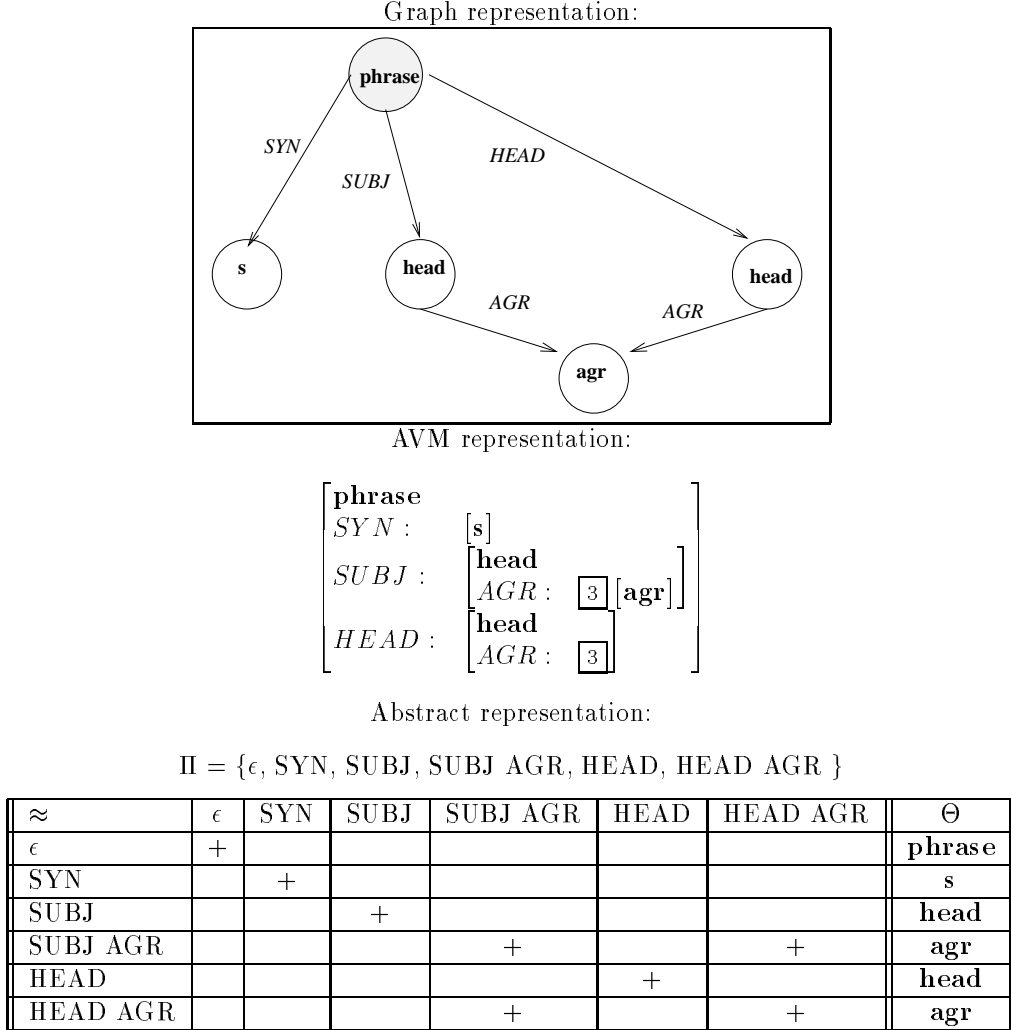 Graph representation:
phrase
SYN
HEAD
SUBJ
s
head
head
AGR
AGR
agr
AVM representation:
phrase
SYN : [s]
SUBJ : [head
AGR : 3 [agr]]
HEAD : [head
AGR : 3]
Abstract representation:
Π = {ϵ, SYN, SUBJ, SUBJ AGR, HEAD, HEAD AGR }
≈ ϵ SYN SUBJ SUBJ AGR HEAD HEAD AGR Θ
ϵ + phrase
SYN + s
SUBJ + head
SUBJ AGR + + agr
HEAD + head
HEAD AGR + + agr